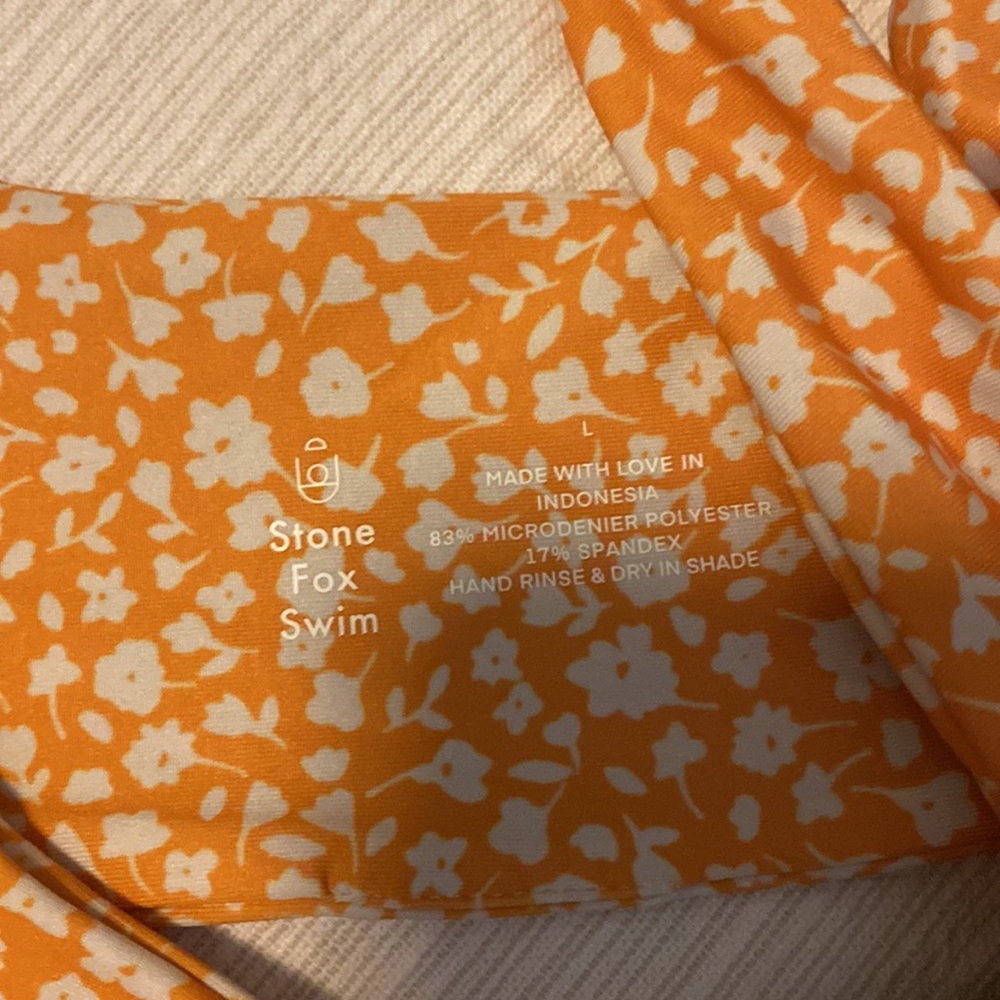 Stone
Fox
Swim
L
MADE WITH LOVE IN
INDONESIA
83% MICRODENIER POLYESTER
17% SPANDEX
HAND RINSE & DRY IN SHADE